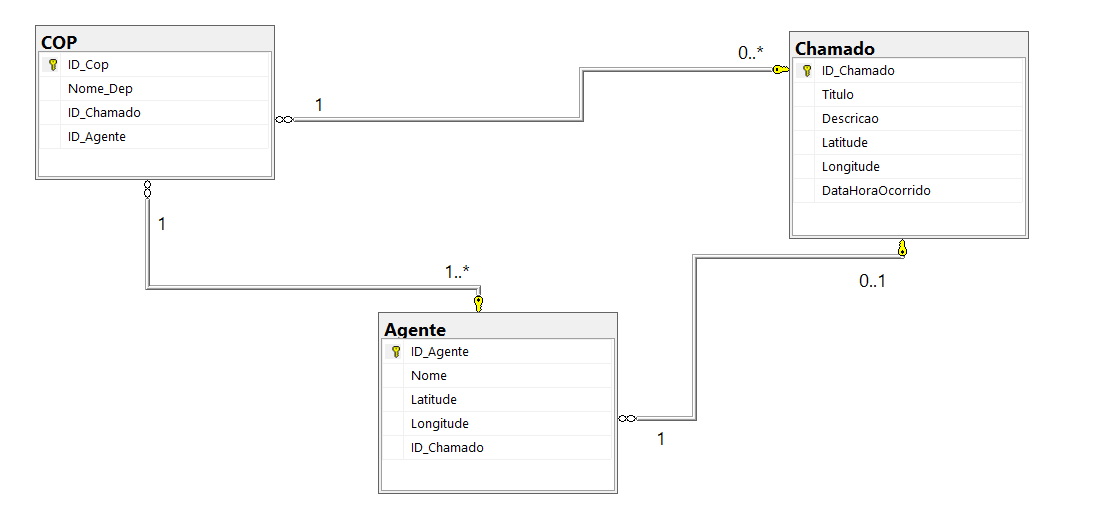 COP
ID_Cop
Nome_Dep
ID_Chamado
ID_Agente
1
0..*
Chamado
ID_Chamado
Titulo
Descricao
Latitude
Longitude
DataHoraOcorrido
1
1..*
0..1
Agente
ID_Agente
Nome
Latitude
Longitude
ID_Chamado
1